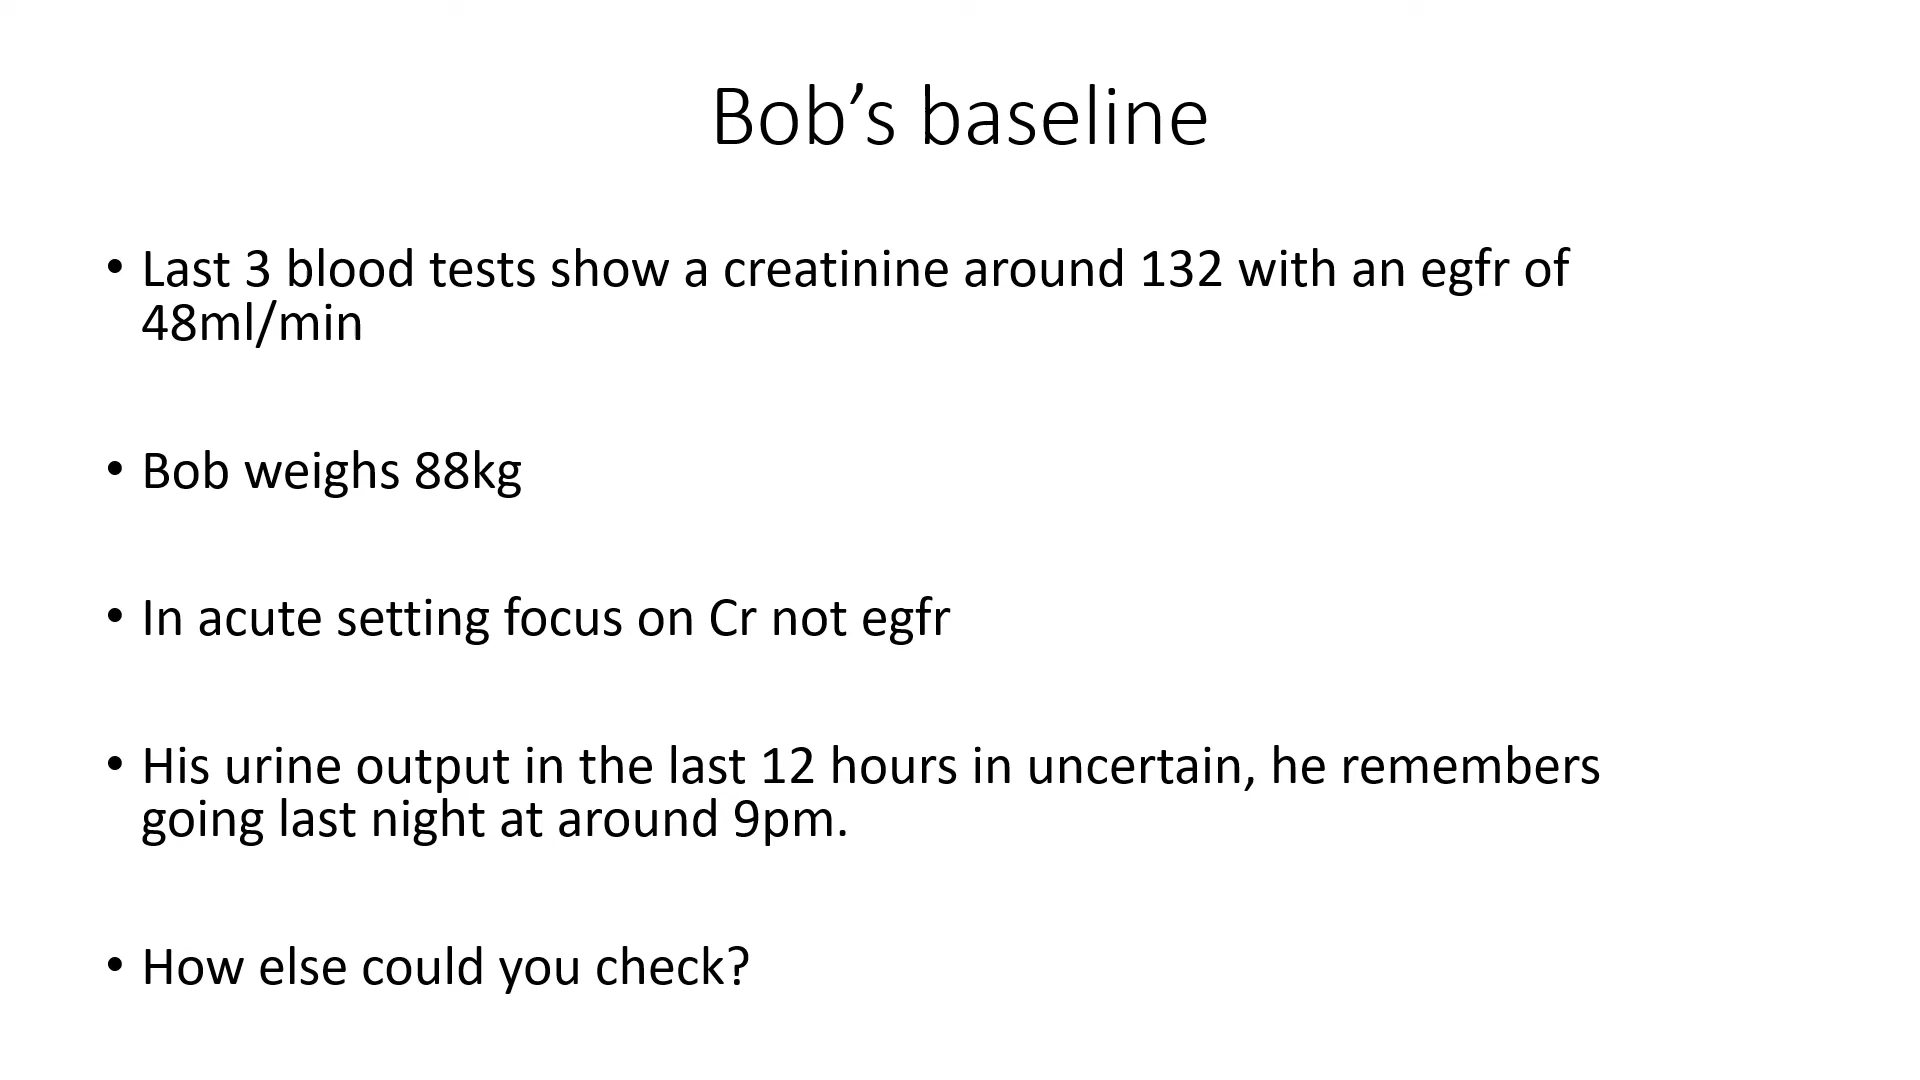 Bob’s baseline
• Last 3 blood tests show a creatinine around 132 with an egfr of
48ml/min
• Bob weighs 88kg
• In acute setting focus on Cr not egfr
• His urine output in the last 12 hours in uncertain, he remembers
going last night at around 9pm.
• How else could you check?